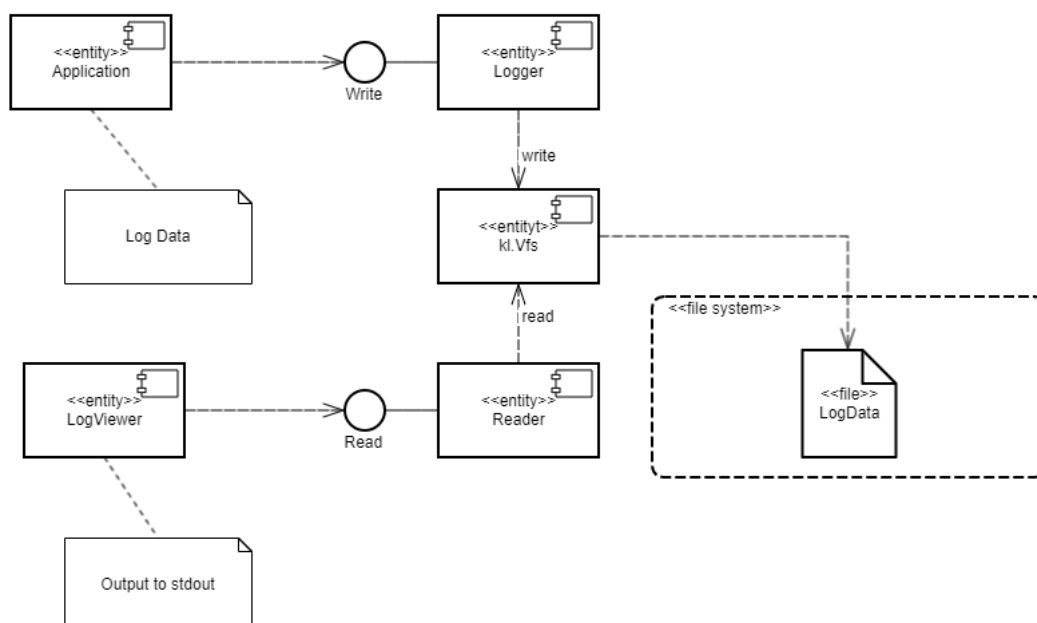 <<entity>>
Application
Write
<<entity>>
Logger
Log Data
write
<<entityt>>
kl.Vfs
read
<<file system>>
<<entity>>
LogViewer
Read
<<entity>>
Reader
<<file>>
LogData
Output to stdout